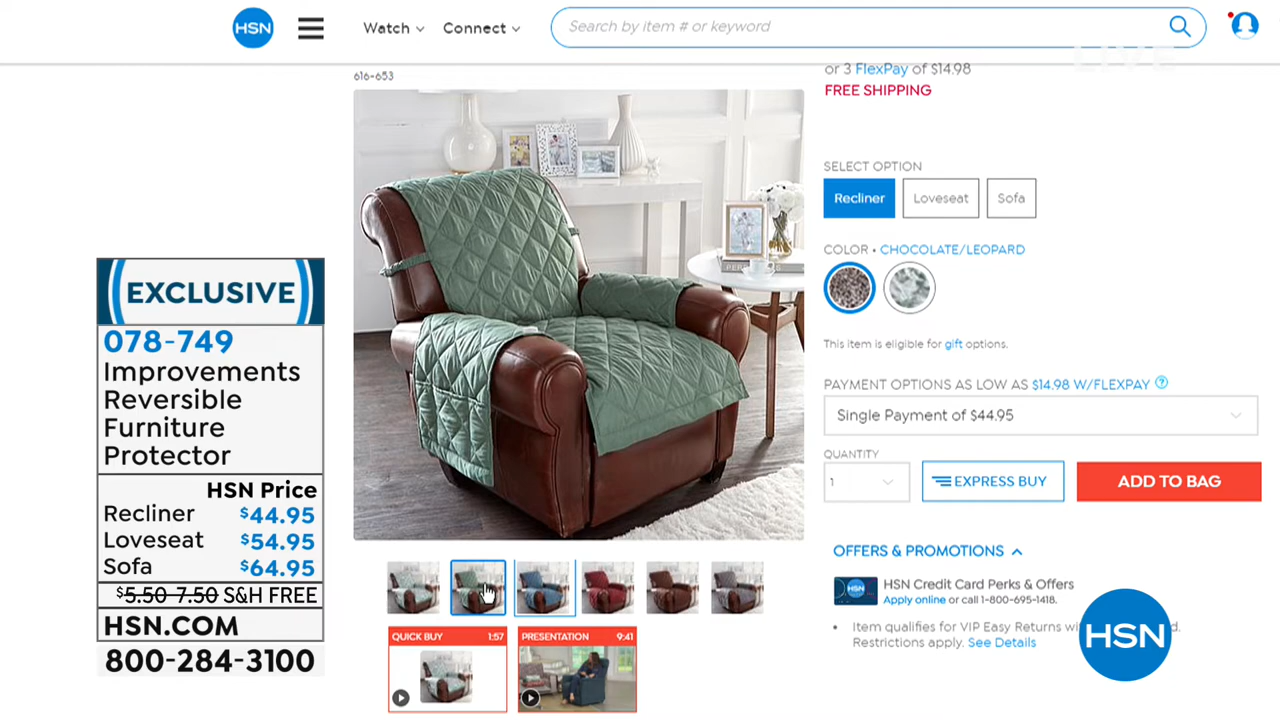 HSN
Watch
Connect
Search by item # or keyword
LIVE
616-653
or 3 FlexPay of $14.98
FREE SHIPPING
SELECT OPTION
Recliner
Loveseat
Sofa
COLOR • CHOCOLATE/LEOPARD
This item is eligible for gift options.
PAYMENT OPTIONS AS LOW AS $14.98 W/FLEXPAY ?
Single Payment of $44.95
QUANTITY
1
EXPRESS BUY
ADD TO BAG
OFFERS & PROMOTIONS
HSN Credit Card Perks & Offers
Apply online or call 1-800-695-1418.
• Item qualifies for VIP Easy Returns
Restrictions apply. See Details
HSN
EXCLUSIVE
078-749
Improvements
Reversible
Furniture
Protector
HSN Price
Recliner $44.95
Loveseat $54.95
Sofa $64.95
$5.50-7.50 S&H FREE
HSN.COM
800-284-3100
QUICK BUY 1:57
PRESENTATION 9:41